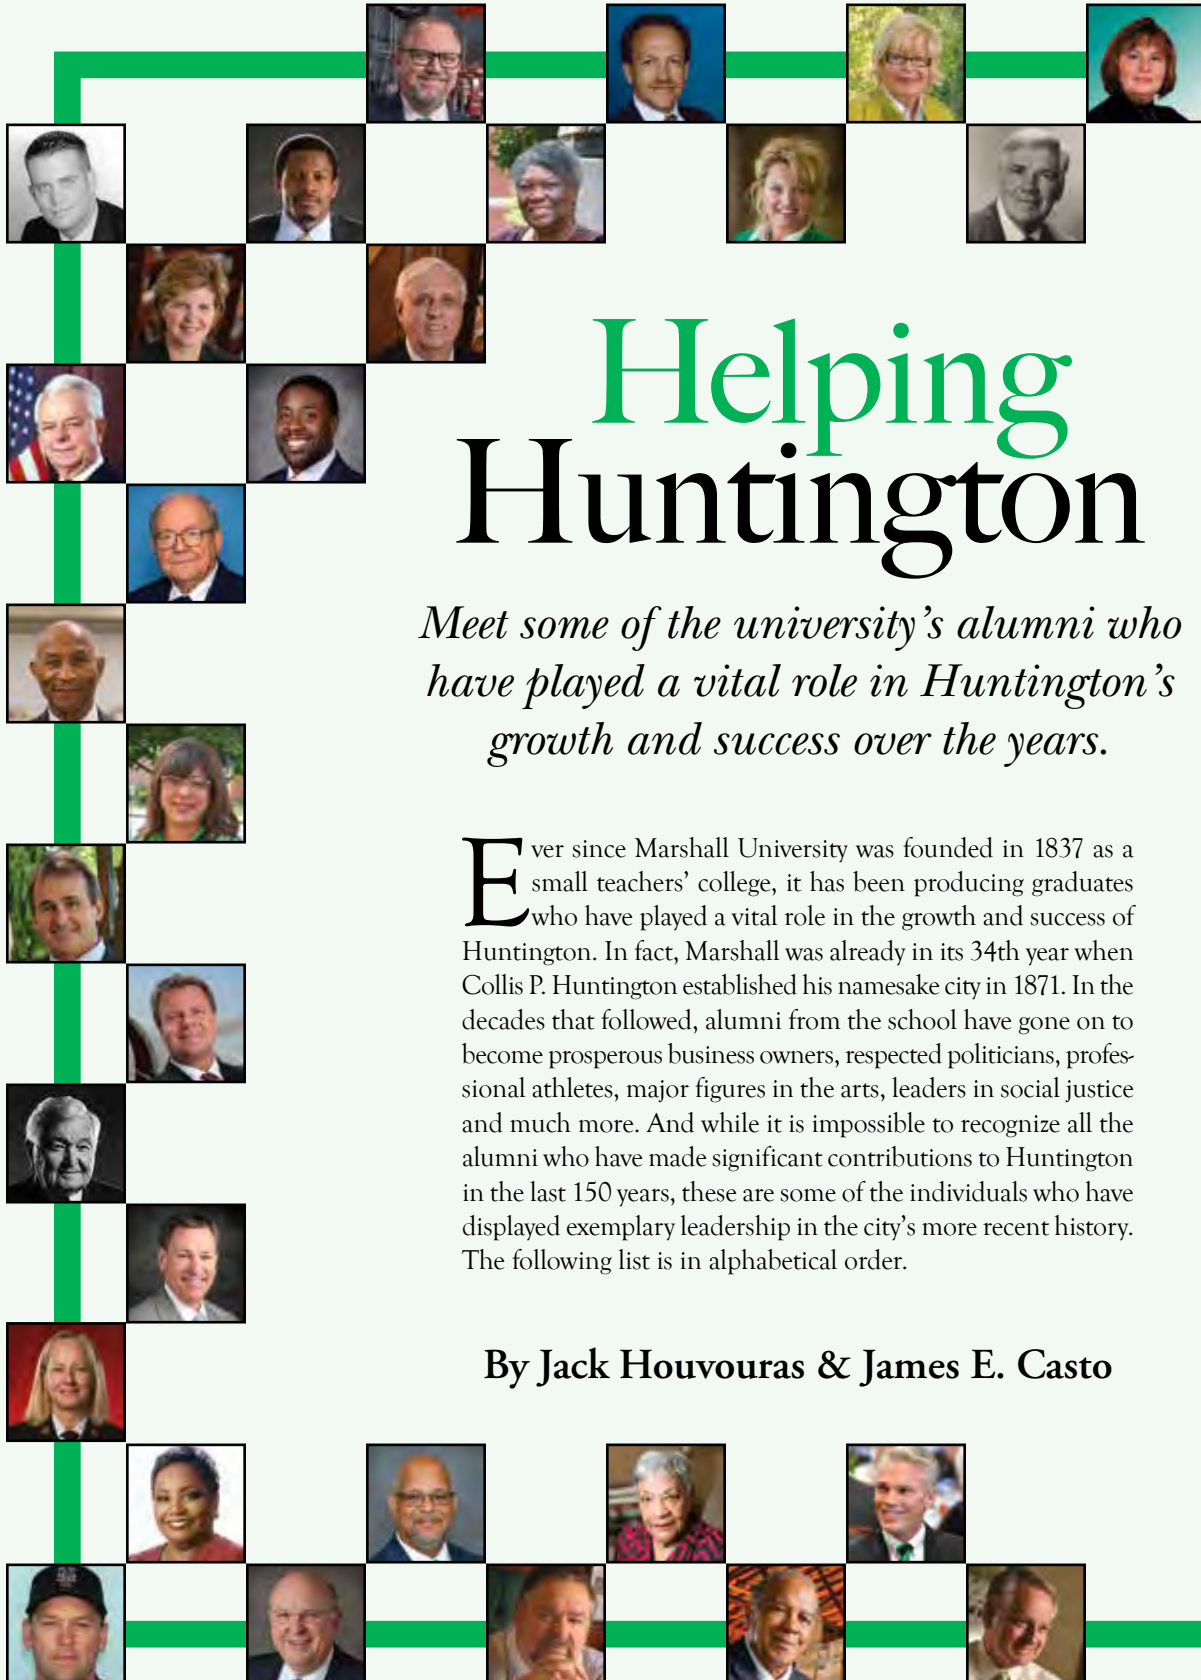 Helping
Huntington
Meet some of the university's alumni who
have played a vital role in Huntington's
growth and success over the years.
Ever since Marshall University was founded in 1837 as a
small teachers' college, it has been producing graduates
who have played a vital role in the growth and success of
Huntington. In fact, Marshall was already in its 34th year when
Collis P. Huntington established his namesake city in 1871. In the
decades that followed, alumni from the school have gone on to
become prosperous business owners, respected politicians, profes-
sional athletes, major figures in the arts, leaders in social justice
and much more. And while it is impossible to recognize all the
alumni who have made significant contributions to Huntington
in the last 150 years, these are some of the individuals who have
displayed exemplary leadership in the city's more recent history.
The following list is in alphabetical order.
By Jack Houvouras & James E. Casto